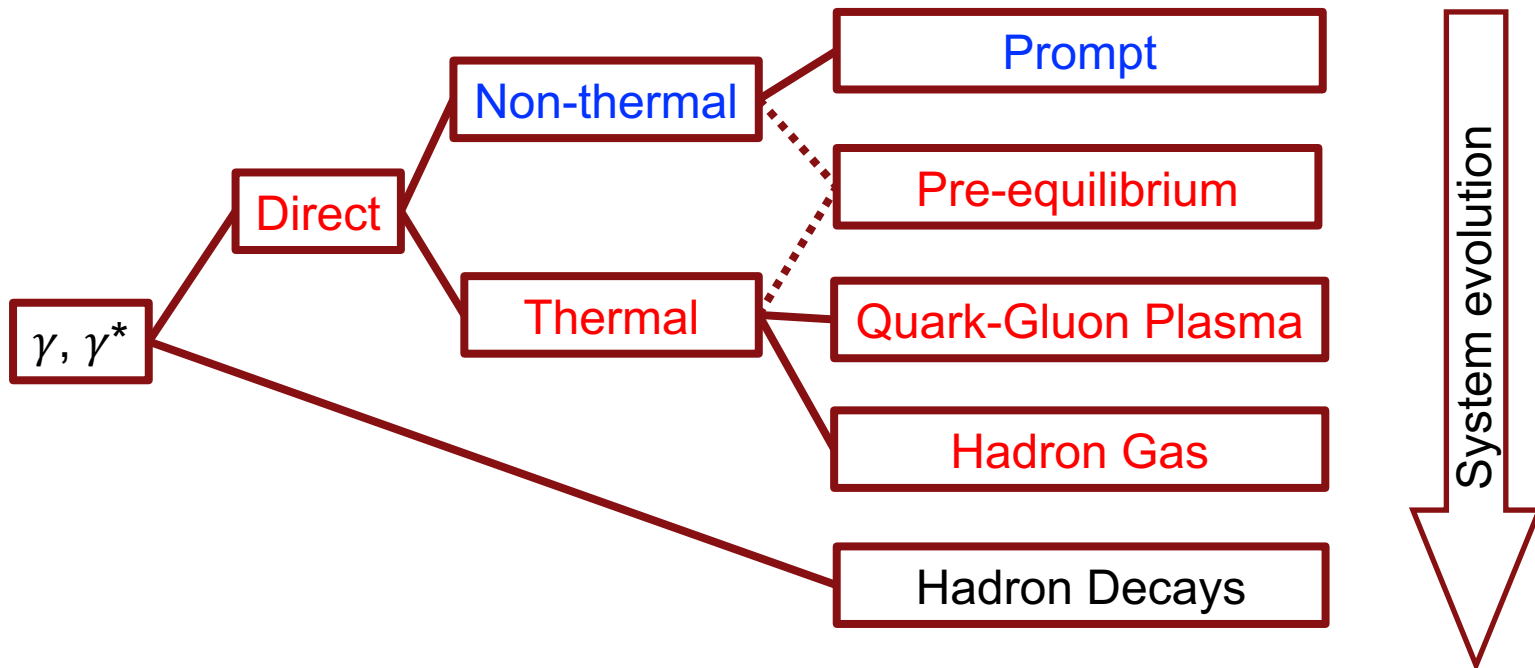 Prompt
Non-thermal
Pre-equilibrium
Direct
Thermal
Quark-Gluon Plasma
γ, γ*
Hadron Gas
Hadron Decays
System evolution